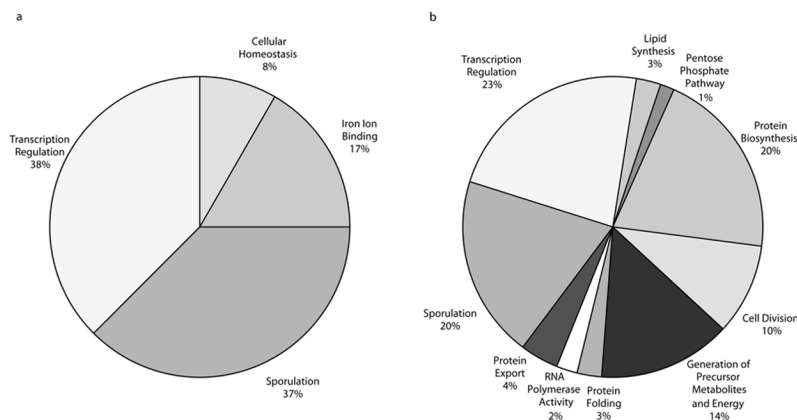 a
Cellular
Homeostasis
8%
Iron Ion
Binding
17%
Transcription
Regulation
38%
Sporulation
37%
b
Lipid
Synthesis
3%
Pentose
Phosphate
Pathway
1%
Transcription
Regulation
23%
Protein
Biosynthesis
20%
Cell Division
10%
Sporulation
20%
Generation of
Precursor
Metabolites
and Energy
14%
Protein
Export
4%
RNA
Polymerase
Activity
2%
Protein
Folding
3%